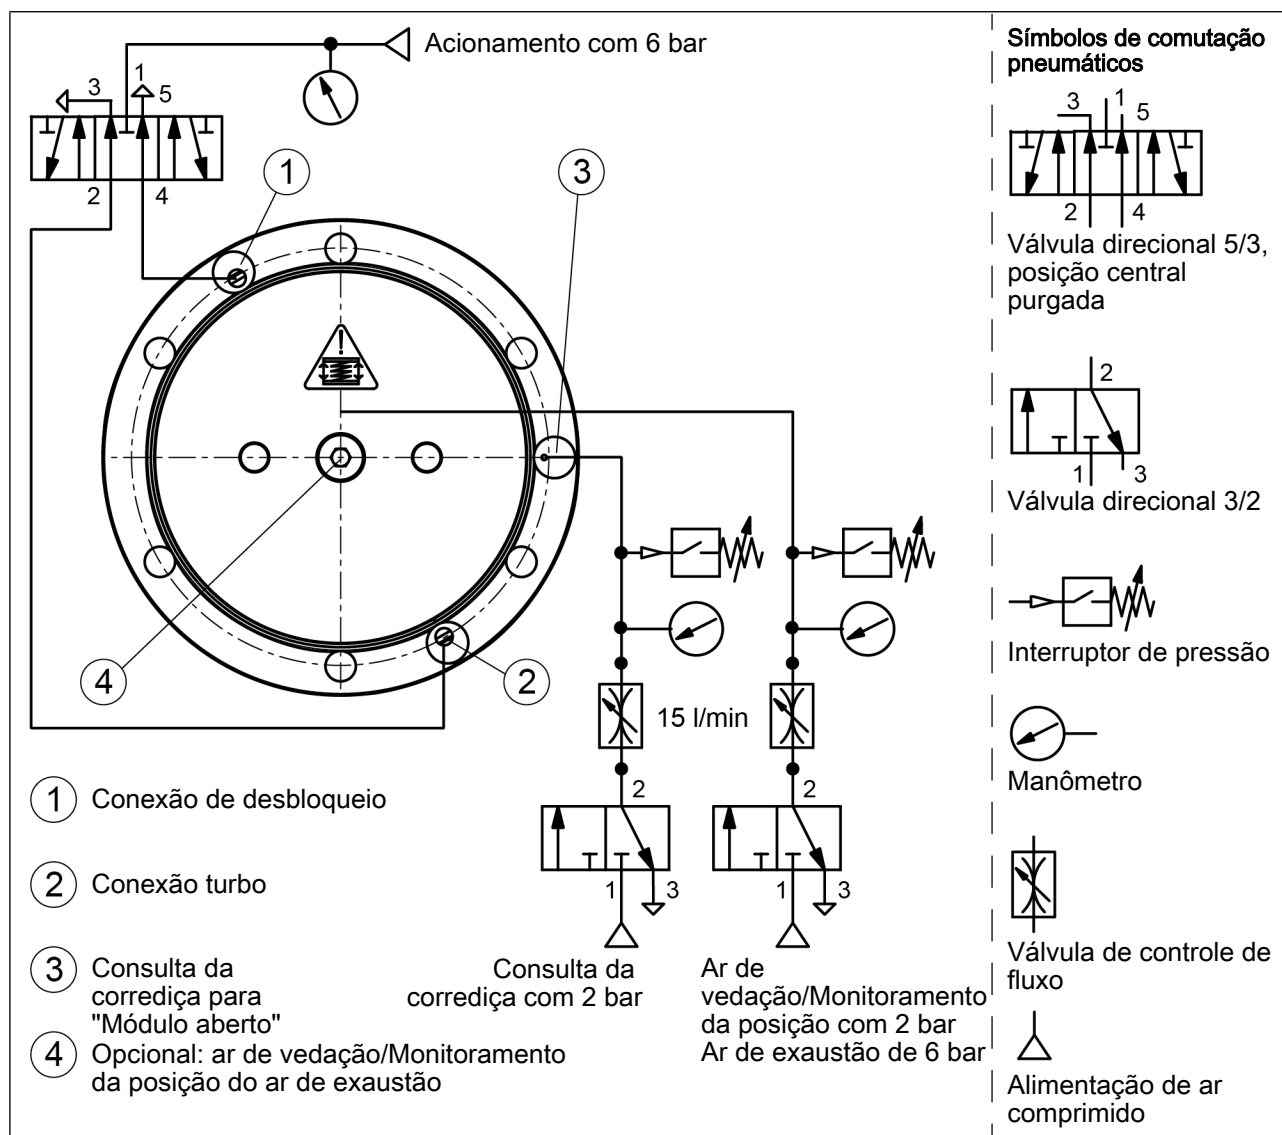 Acionamento com 6 bar
1
3
5
2
4
1
3
!
4
2
15 l/min
2
1
3
2
1
3
1 Conexão de desbloqueio
2 Conexão turbo
3 Consulta da
corrediça para
"Módulo aberto"
4 Opcional: ar de vedação/Monitoramento
da posição do ar de exaustão
Consulta da
corrediça com 2 bar
Ar de
vedação/Monitoramento
da posição com 2 bar
Ar de exaustão de 6 bar
Símbolos de comutação
pneumáticos
3
1
5
2
4
Válvula direcional 5/3,
posição central
purgada
2
1
3
Válvula direcional 3/2
Interruptor de pressão
Manômetro
Válvula de controle de
fluxo
Alimentação de ar
comprimido